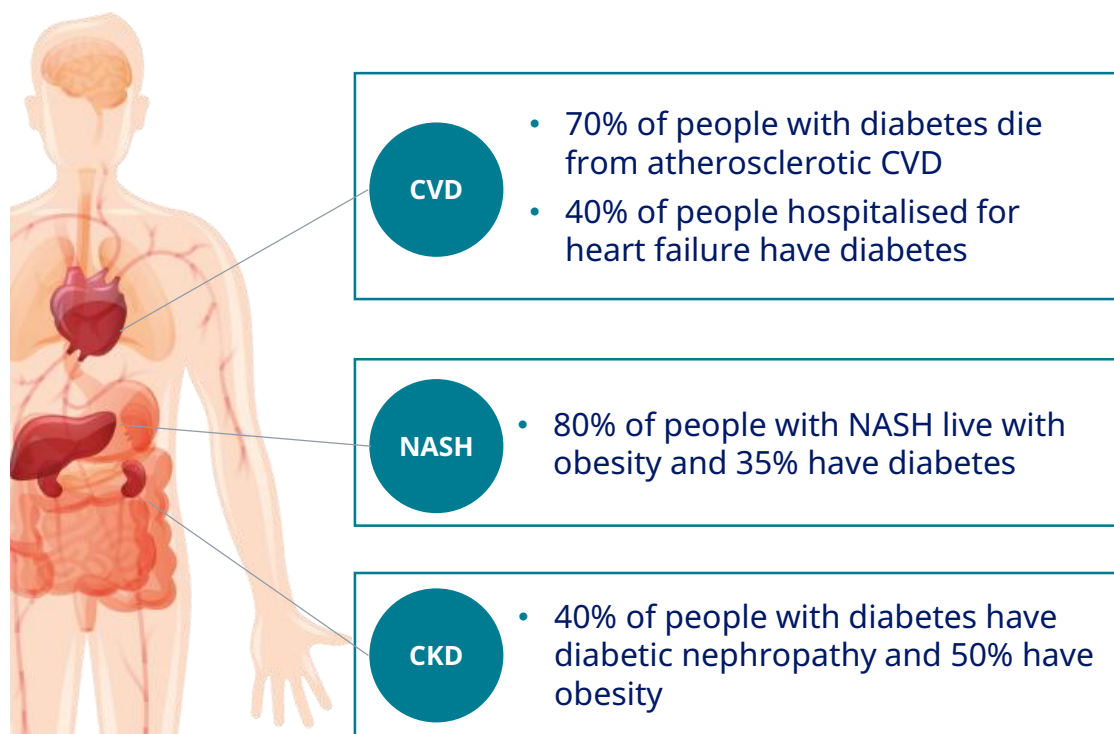 CVD
• 70% of people with diabetes die
from atherosclerotic CVD
• 40% of people hospitalised for
heart failure have diabetes
NASH
• 80% of people with NASH live with
obesity and 35% have diabetes
CKD
• 40% of people with diabetes have
diabetic nephropathy and 50% have
obesity